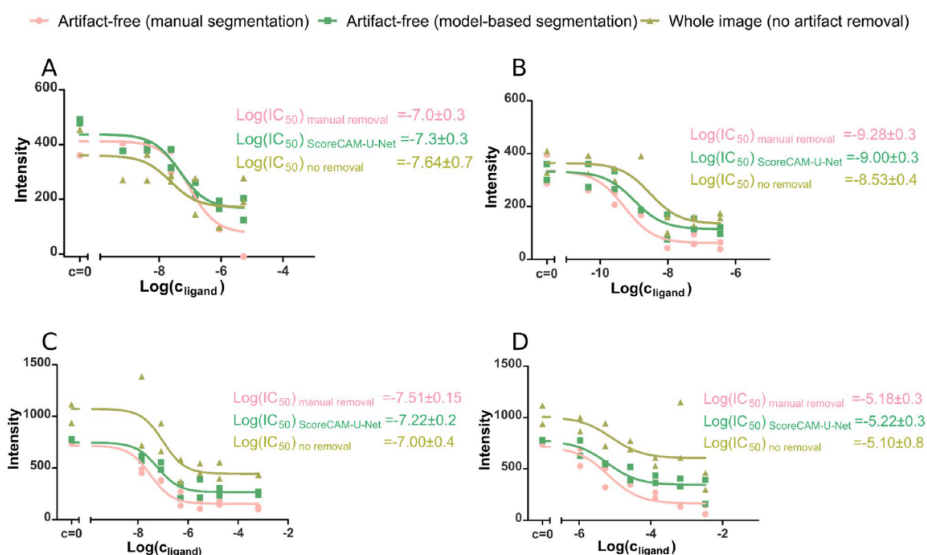 Artifact-free (manual segmentation) Artifact-free (model-based segmentation) Whole image (no artifact removal)
A
600
400
200
0
Intensity
Log(IC50) manual removal =-7.0±0.3
Log(IC50) ScoreCAM-U-Net =-7.3±0.3
Log(IC50) no removal =-7.64±0.7
c=0 -8 -6 -4
Log(cligand)
B
600
400
200
0
Intensity
Log(IC50) manual removal =-9.28±0.3
Log(IC50) ScoreCAM-U-Net =-9.00±0.3
Log(IC50) no removal =-8.53±0.4
c=0 -10 -8 -6
Log(cligand)
C
1500
1000
500
0
Intensity
Log(IC50) manual removal =-7.51±0.15
Log(IC50) ScoreCAM-U-Net =-7.22±0.2
Log(IC50) no removal =-7.00±0.4
c=0 -8 -6 -4 -2
Log(cligand)
D
1500
1000
500
0
Intensity
Log(IC50) manual removal =-5.18±0.3
Log(IC50) ScoreCAM-U-Net =-5.22±0.3
Log(IC50) no removal =-5.10±0.8
c=0 -6 -4 -2
Log(cligand)